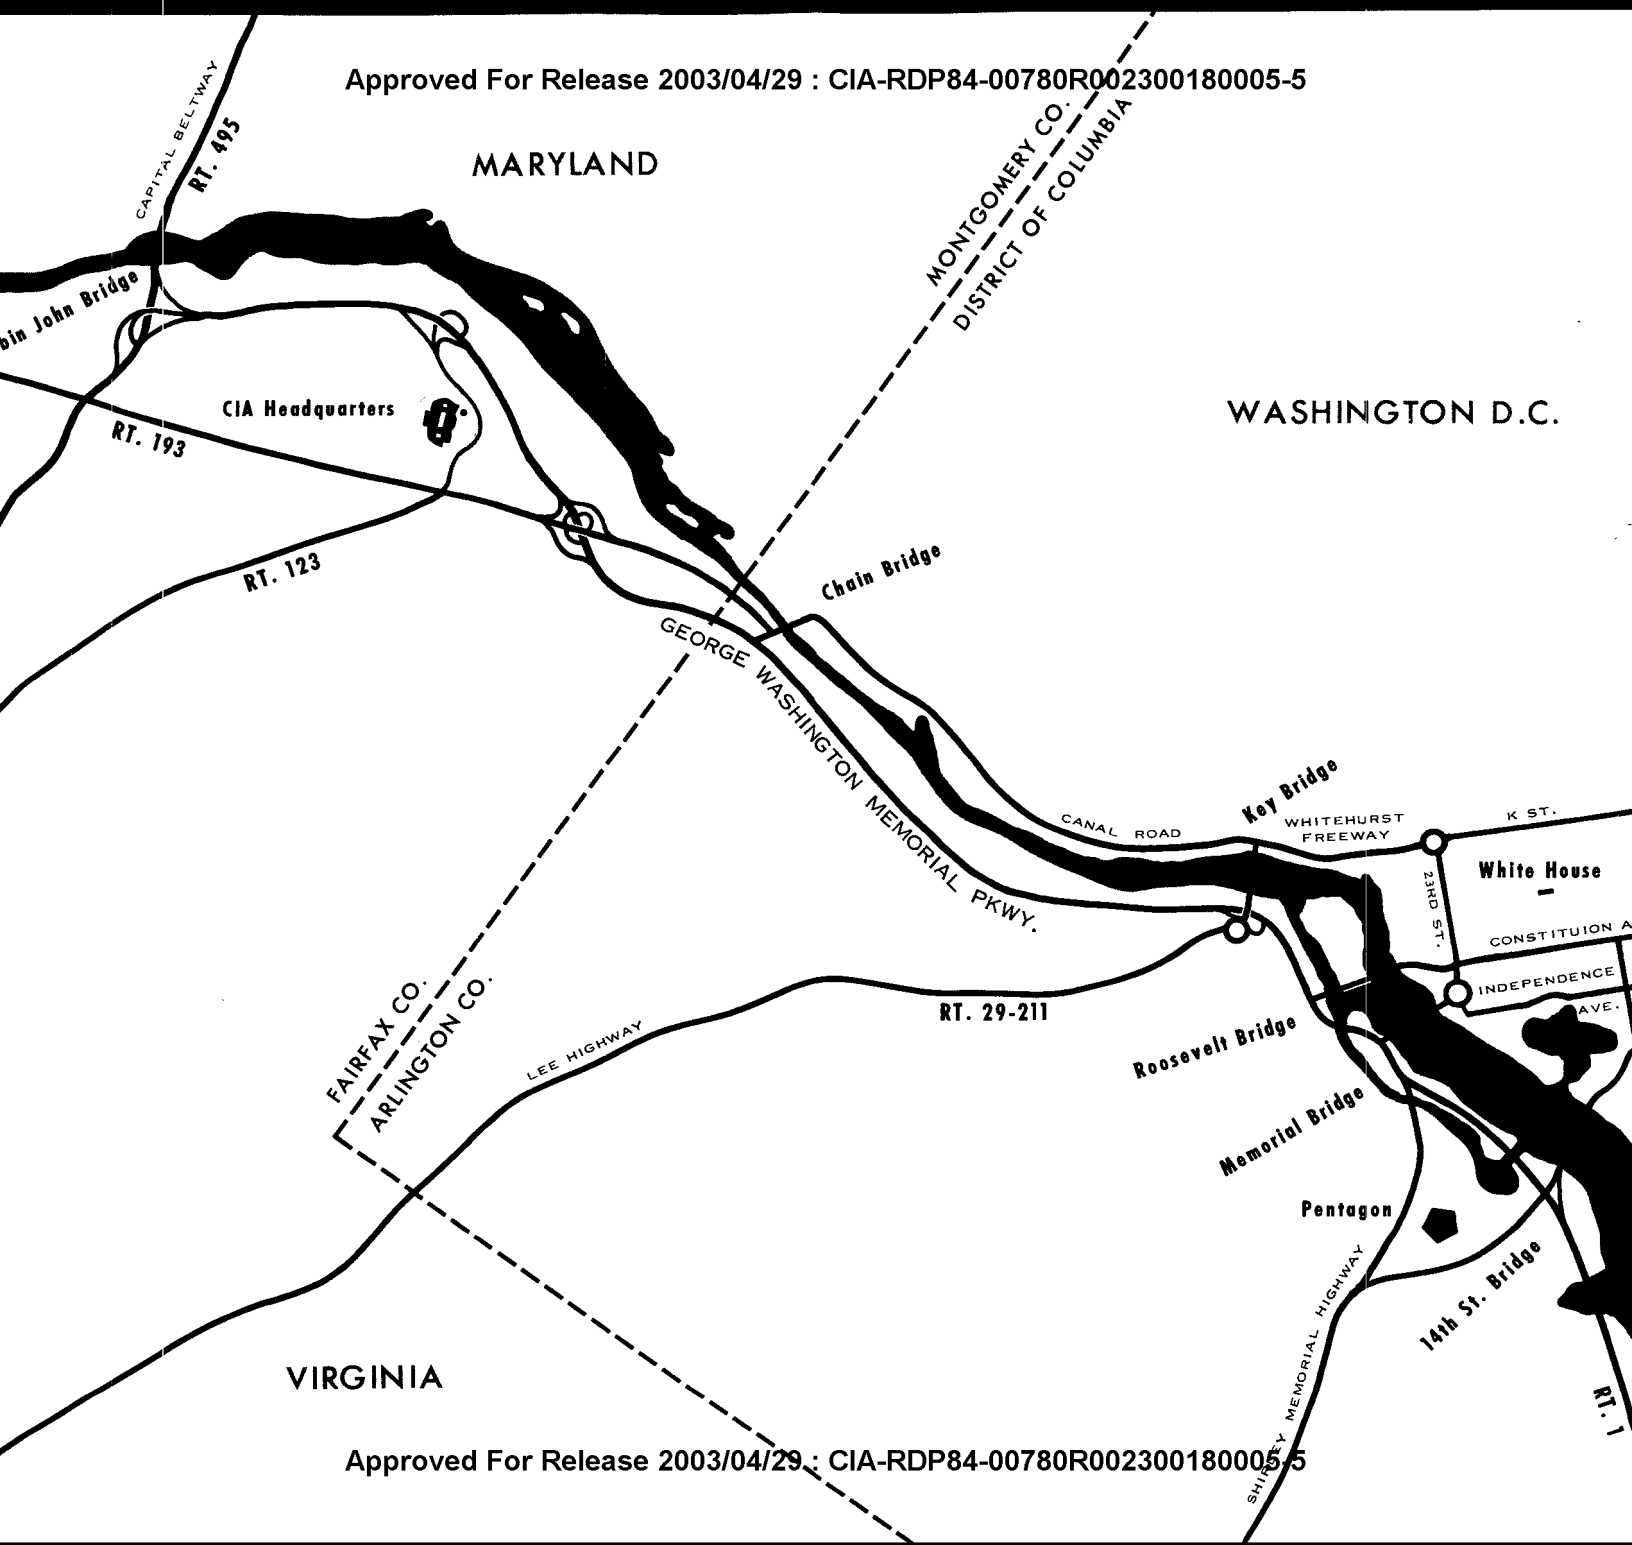 Approved For Release 2003/04/29 : CIA-RDP84-00780R002300180005-5
CAPITAL BELTWAY
RT. 495
MARYLAND
MONTGOMERY CO.
DISTRICT OF COLUMBIA
bin John Bridge
CIA Headquarters
RT. 193
WASHINGTON D.C.
RT. 123
Chain Bridge
GEORGE WASHINGTON MEMORIAL PKWY.
Key Bridge
CANAL ROAD
WHITEHURST
FREEWAY
K ST.
23RD ST.
White House
CONSTITUION A
INDEPENDENCE
AVE.
FAIRFAX CO.
ARLINGTON CO.
LEE HIGHWAY
RT. 29-211
Roosevelt Bridge
Memorial Bridge
Pentagon
14th St. Bridge
SHIRLEY MEMORIAL HIGHWAY
RT. 1
VIRGINIA
Approved For Release 2003/04/29 : CIA-RDP84-00780R002300180005-5